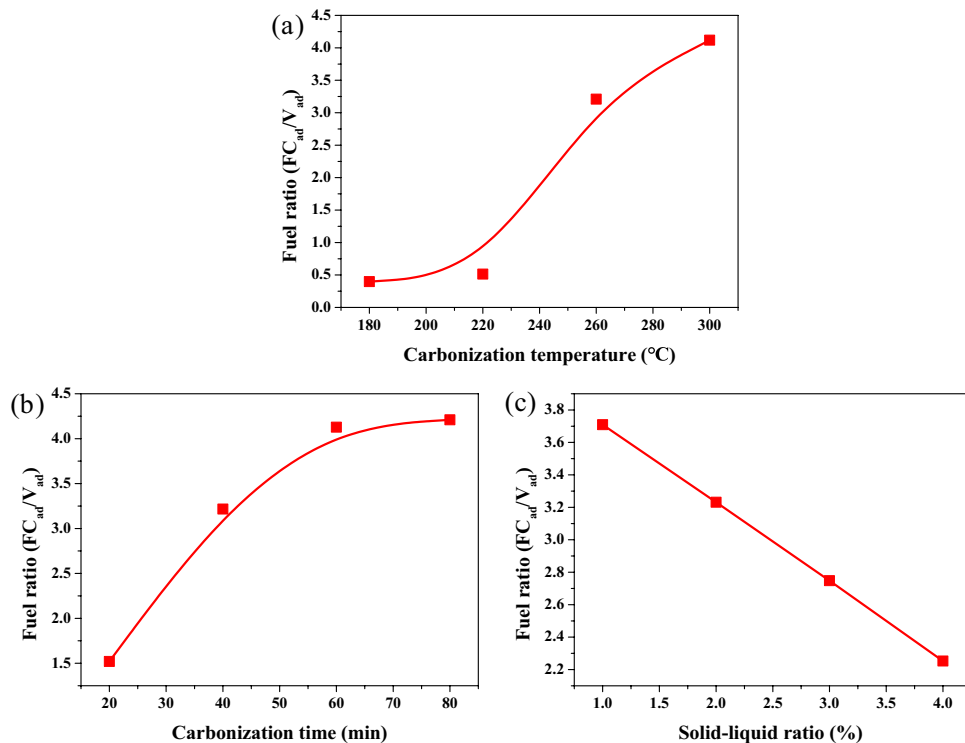 (a)
Fuel ratio (FCad/Vad)
4.5
4.0
3.5
3.0
2.5
2.0
1.5
1.0
0.5
0.0
180 200 220 240 260 280 300
Carbonization temperature (°C)
(b)
Fuel ratio (FCad/Vad)
4.5
4.0
3.5
3.0
2.5
2.0
1.5
20 30 40 50 60 70 80
Carbonization time (min)
(c)
Fuel ratio (FCad/Vad)
3.8
3.6
3.4
3.2
3.0
2.8
2.6
2.4
2.2
1.0 1.5 2.0 2.5 3.0 3.5 4.0
Solid-liquid ratio (%)